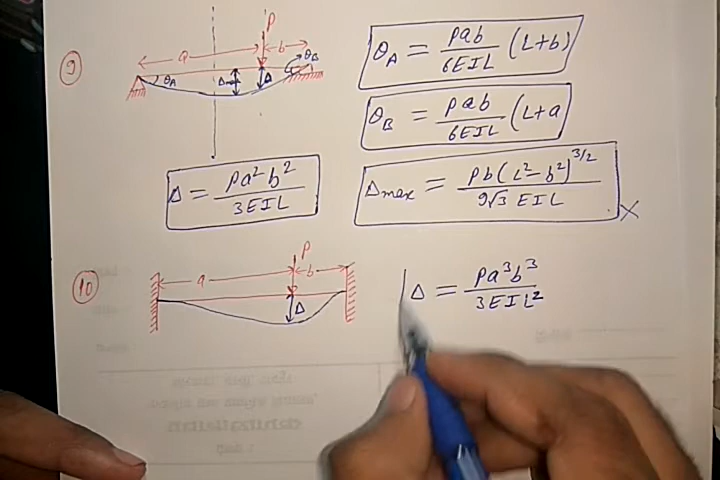 9
P
a
b
θA
θB
Δmax
Δ
θA = Pab / 6EIL (L+b)
θB = Pab / 6EIL (L+a
Δ = Pa²b² / 3EIL
Δmax = Pb(L²-b²)^3/2 / 9√3 EIL
X
10
P
a
b
Δ
Δ = Pa³b³ / 3EIL²